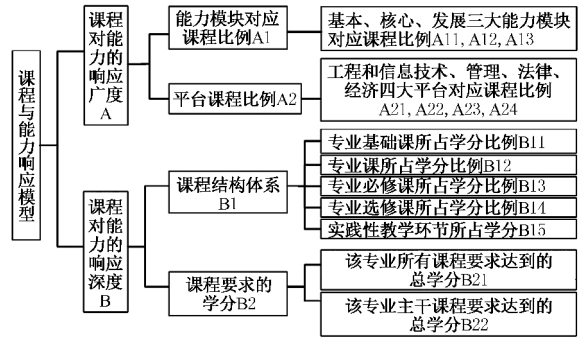 课程与能力响应模型
课程
对能
力的
响应
广度
A
能力模块对应
课程比例A1
基本、核心、发展三大能力模块
对应课程比例A11, A12, A13
平台课程比例A2
工程和信息技术、管理、法律、
经济四大平台对应课程比例
A21, A22, A23, A24
课程
对能
力的
响应
深度
B
课程结构体系
B1
专业基础课所占学分比例B11
专业课所占学分比例B12
专业必修课所占学分比例B13
专业选修课所占学分比例B14
实践性教学环节所占学分B15
课程要求的
学分B2
该专业所有课程要求达到的
总学分B21
该专业主干课程要求达到的
总学分B22